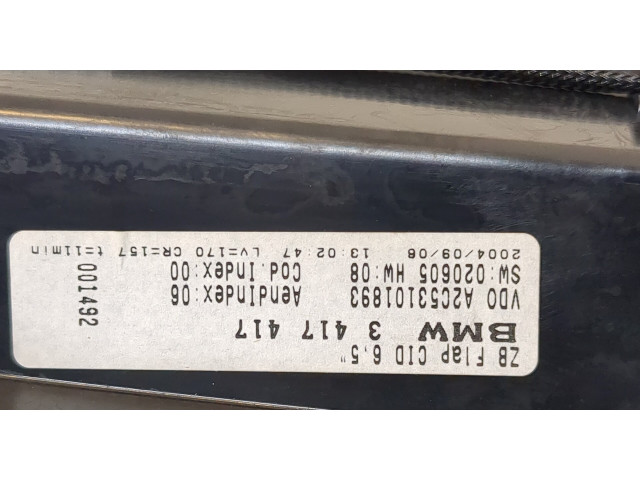 ZB Flap CID 6,5"
BMW 3 417 417
VDO A2C53101893 AendIndex:06
SW:020605 HW:08 Cod.Index:00
2004/09/08 13:02:47 Lv=170 CR=157 t=11min
001492